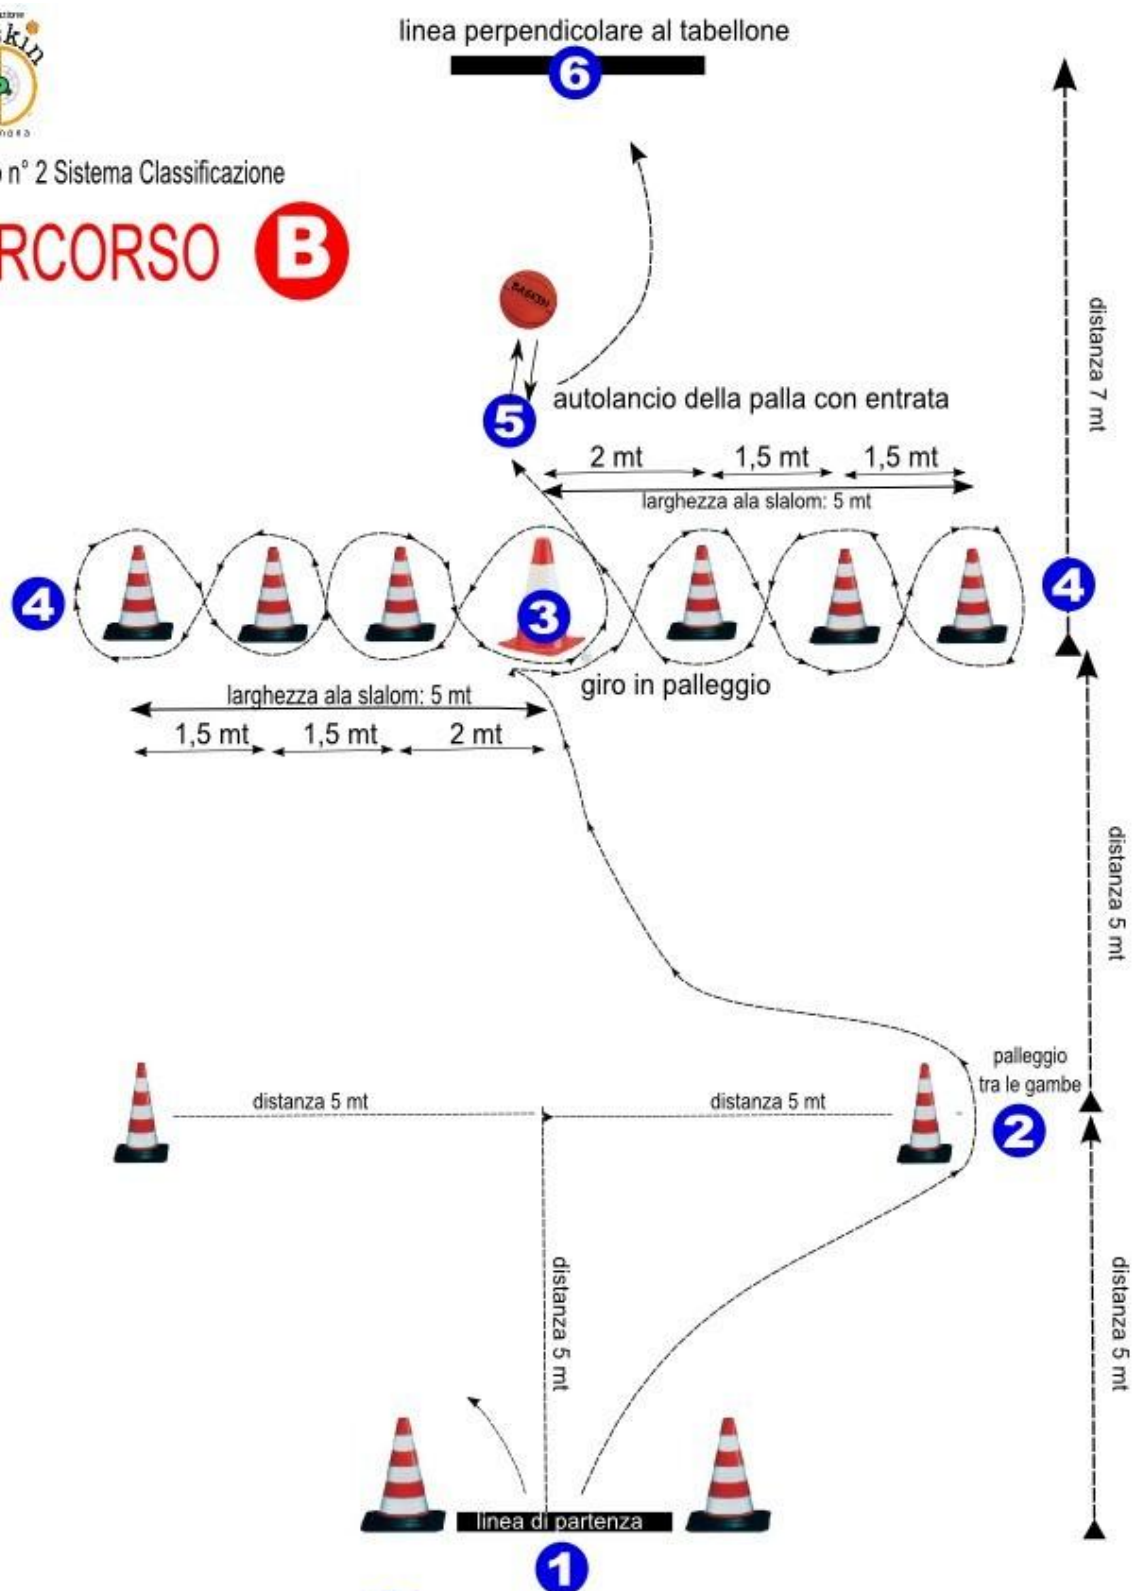 linea perpendicolare al tabellone
6
n° 2 Sistema Classificazione
RCORSO B
BASKIN
distanza 7 mt
5 autolancio della palla con entrata
2 mt 1,5 mt 1,5 mt
larghezza ala slalom: 5 mt
4 3 4
giro in palleggio
larghezza ala slalom: 5 mt
1,5 mt 1,5 mt 2 mt
distanza 5 mt
palleggio
tra le gambe
distanza 5 mt distanza 5 mt
2
distanza 5 mt
distanza 5 mt
linea di partenza
1